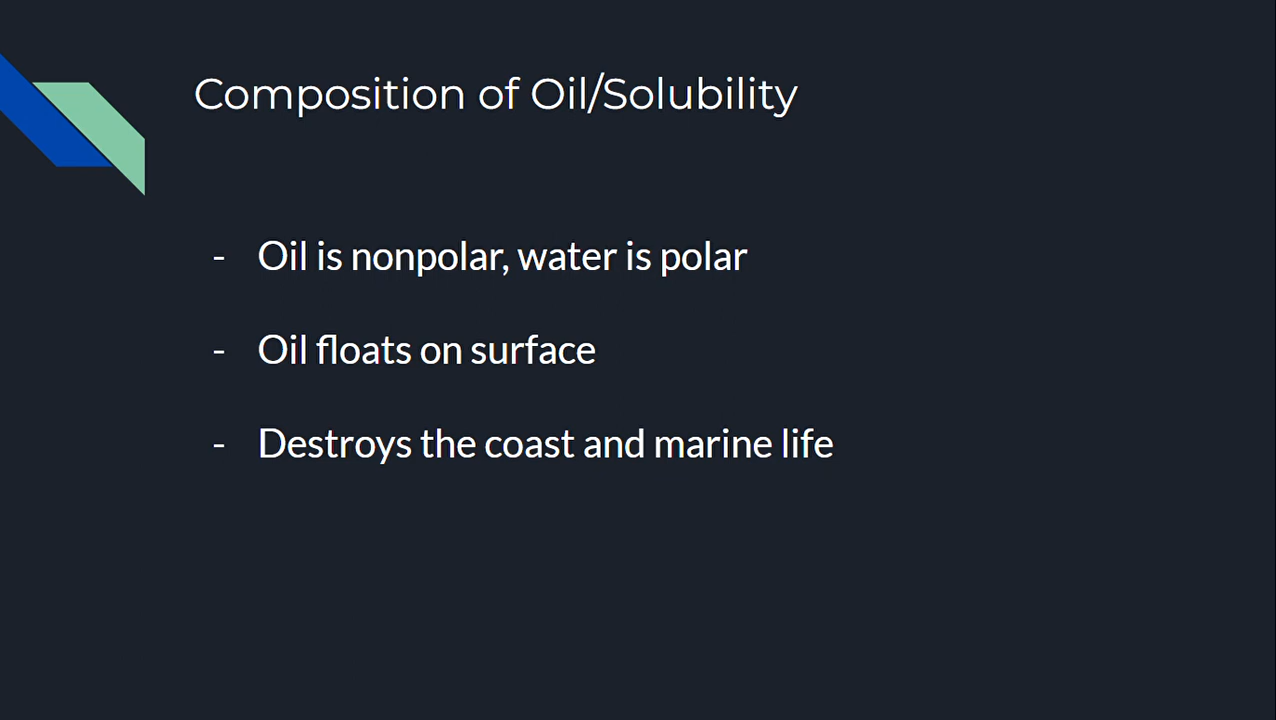 Composition of Oil/Solubility
- Oil is nonpolar, water is polar
- Oil floats on surface
- Destroys the coast and marine life